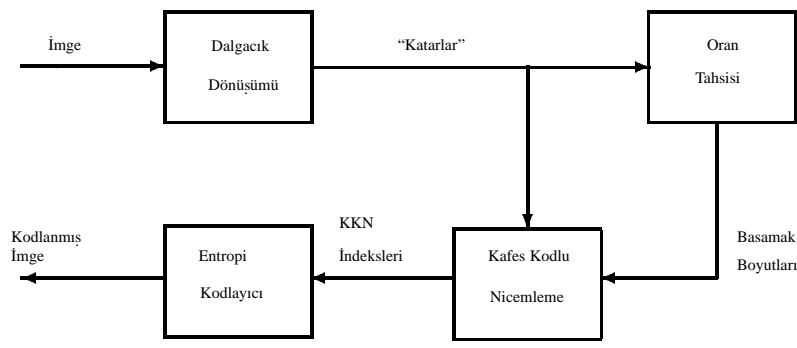 İmge
Dalgacık
Dönüşümü
“Katarlar”
Oran
Tahsisi
Kodlanmış
İmge
Entropi
Kodlayıcı
KKN
İndeksleri
Kafes Kodlu
Nicemleme
Basamak
Boyutları